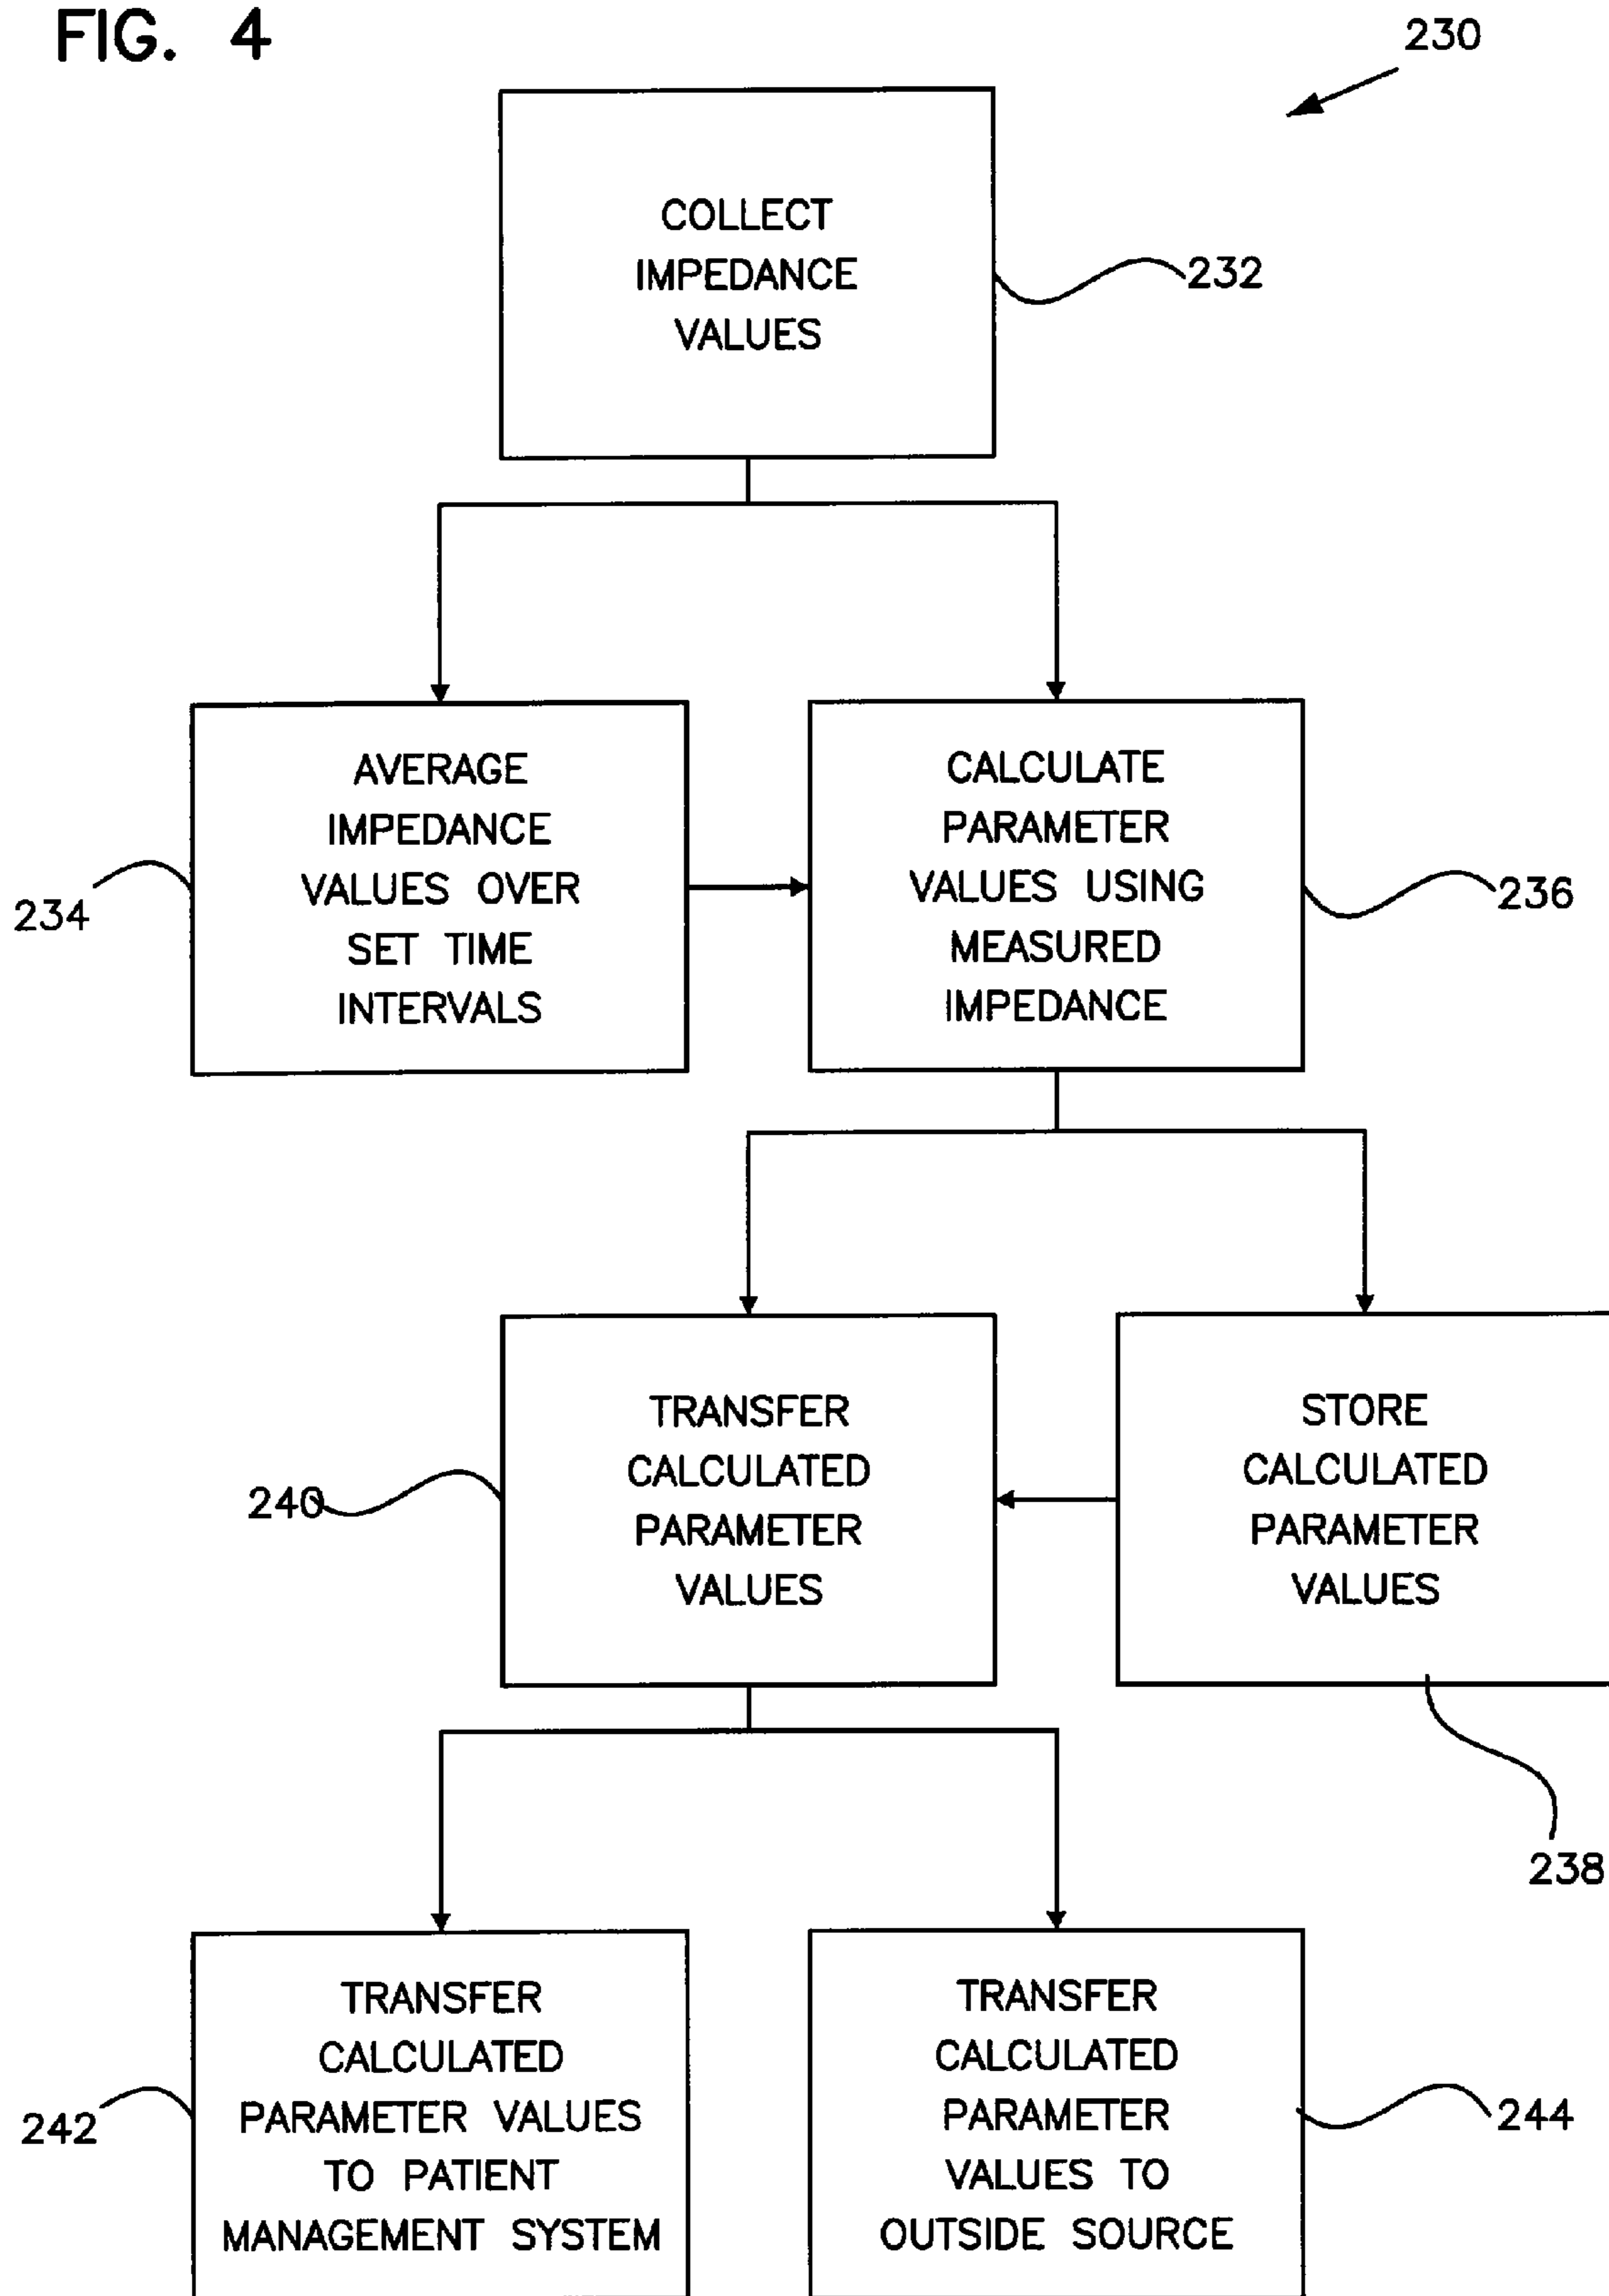 FIG. 4
230
COLLECT
IMPEDANCE
VALUES
232
AVERAGE
IMPEDANCE
VALUES OVER
SET TIME
INTERVALS
234
CALCULATE
PARAMETER
VALUES USING
MEASURED
IMPEDANCE
236
TRANSFER
CALCULATED
PARAMETER
VALUES
240
STORE
CALCULATED
PARAMETER
VALUES
238
TRANSFER
CALCULATED
PARAMETER VALUES
TO PATIENT
MANAGEMENT SYSTEM
242
TRANSFER
CALCULATED
PARAMETER
VALUES TO
OUTSIDE SOURCE
244